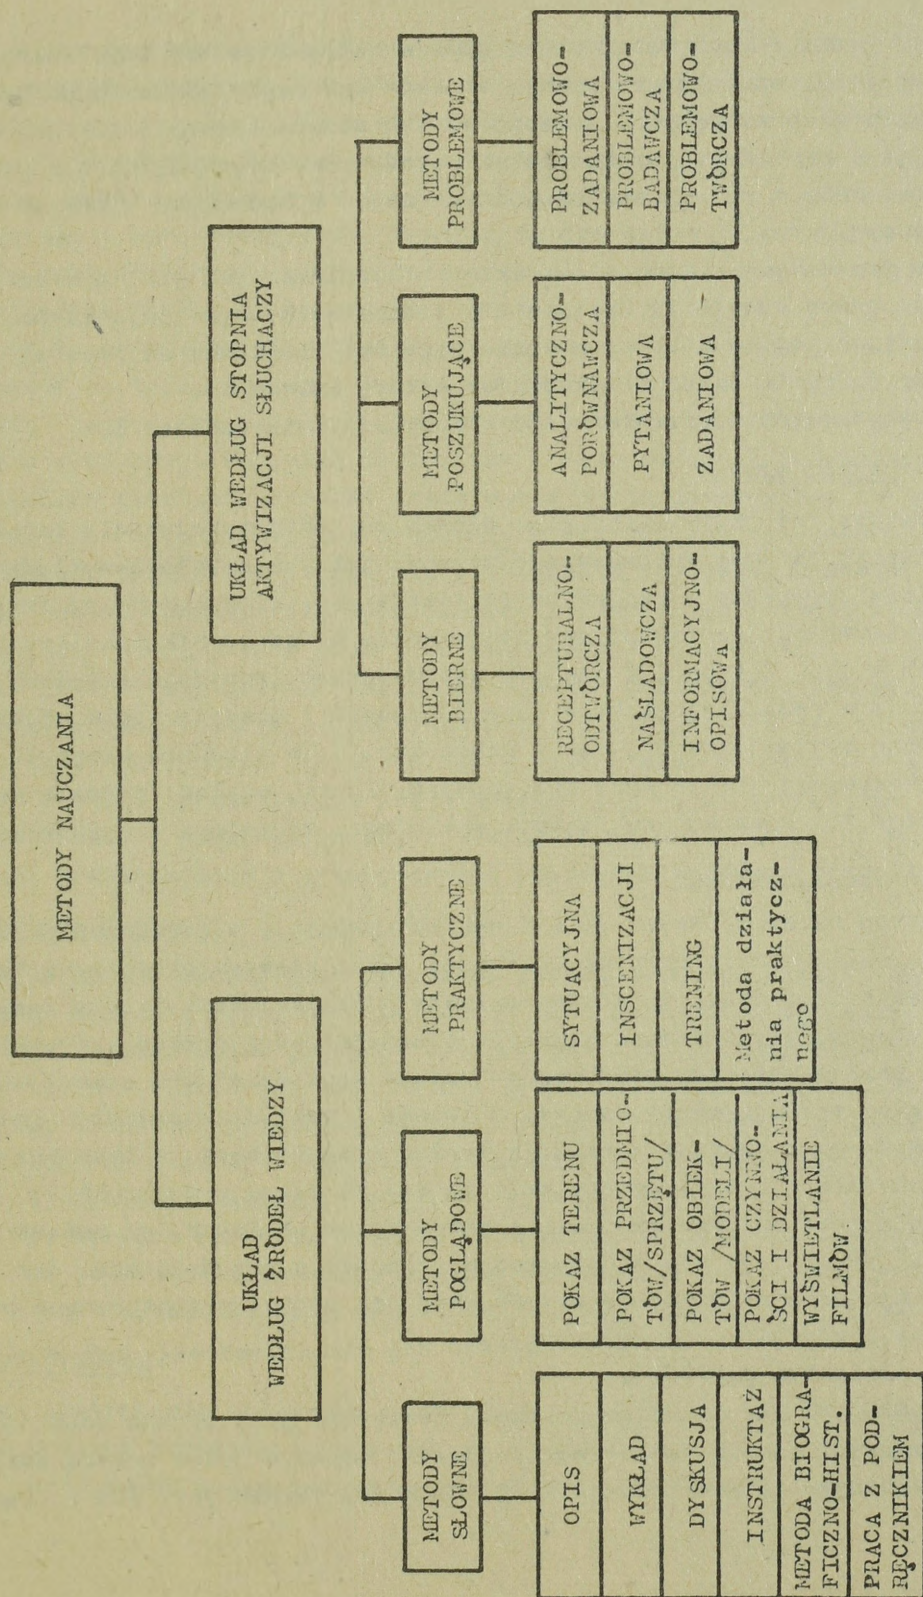 METODY NAUCZANIA
UKŁAD
WEDŁUG ŹRÓDEŁ WIEDZY
UKŁAD WEDŁUG STOPNIA
AKTYWIZACJI SŁUCHACZY
METODY
SŁOWNE
METODY
POGLĄDOWE
METODY
PRAKTYCZNE
METODY
BIERNE
METODY
POSZUKUJĄCE
METODY
PROBLEMOWE
OPIS
WYKŁAD
DYSKUSJA
INSTRUKTAŻ
METODA BIOGRA-
FICZNO-HIST.
PRACA Z POD-
RĘCZNIKIEM
POKAZ TERENU
POKAZ PRZEDMIO-
TÓW/SPRZĘTU/
POKAZ OBIEK-
TÓW /MODELI/
POKAZ CZYNNO-
ŚCI I DZIAŁANIA
WYŚWIETLANIE
FILMÓW.
SYTUACYJNA
INSCENIZACJI
TRENING
Metoda działa-
nia praktycz-
nego
RECEPTURALNO-
ODTWÓRCZA
NAŚLADOWCZA
INFORMACYJNO-
OPISOWA
ANALITYCZNO-
PORÓWNAWCZA
PYTANIOWA
ZADANIOWA
PROBLEMOWO-
ZADANIOWA
PROBLEMOWO-
BADAWCZA
PROBLEMOWO-
TWÓRCZA